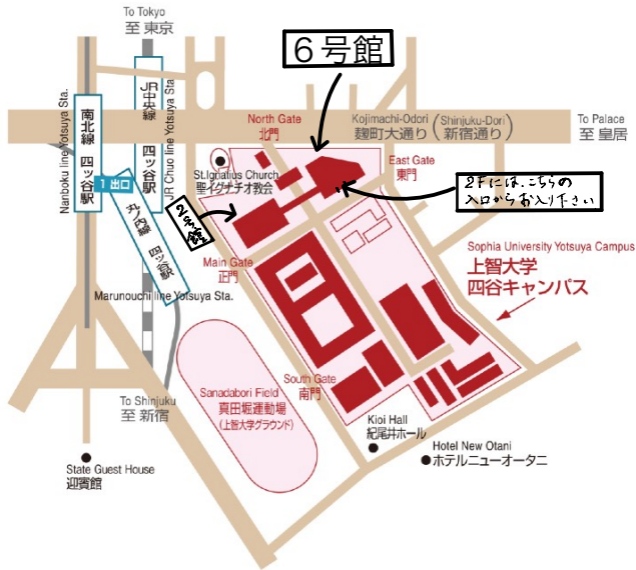 To Tokyo
至 東京
6号館
Nanboku line Yotsuya Sta.
南北線 四ッ谷駅
JR中央線 四ッ谷駅
JR Chuo line Yotsuya Sta.
North Gate
北門
Kojimachi-Odori (Shinjuku-Dori)
麹町大通り(新宿通り)
To Palace
至 皇居
St.Ignatius Church
聖イグナチオ教会
East Gate
東門
1 出口
丸ノ内線 四ッ谷駅
2号館
2Fには、こちらの
入口からお入り下さい
Main Gate
正門
Sophia University Yotsuya Campus
上智大学
四谷キャンパス
Marunouchi line Yotsuya Sta.
South Gate
南門
Sanadabori Field
真田堀運動場
(上智大学グラウンド)
To Shinjuku
至 新宿
Kioi Hall
紀尾井ホール
Hotel New Otani
ホテルニューオータニ
State Guest House
迎賓館